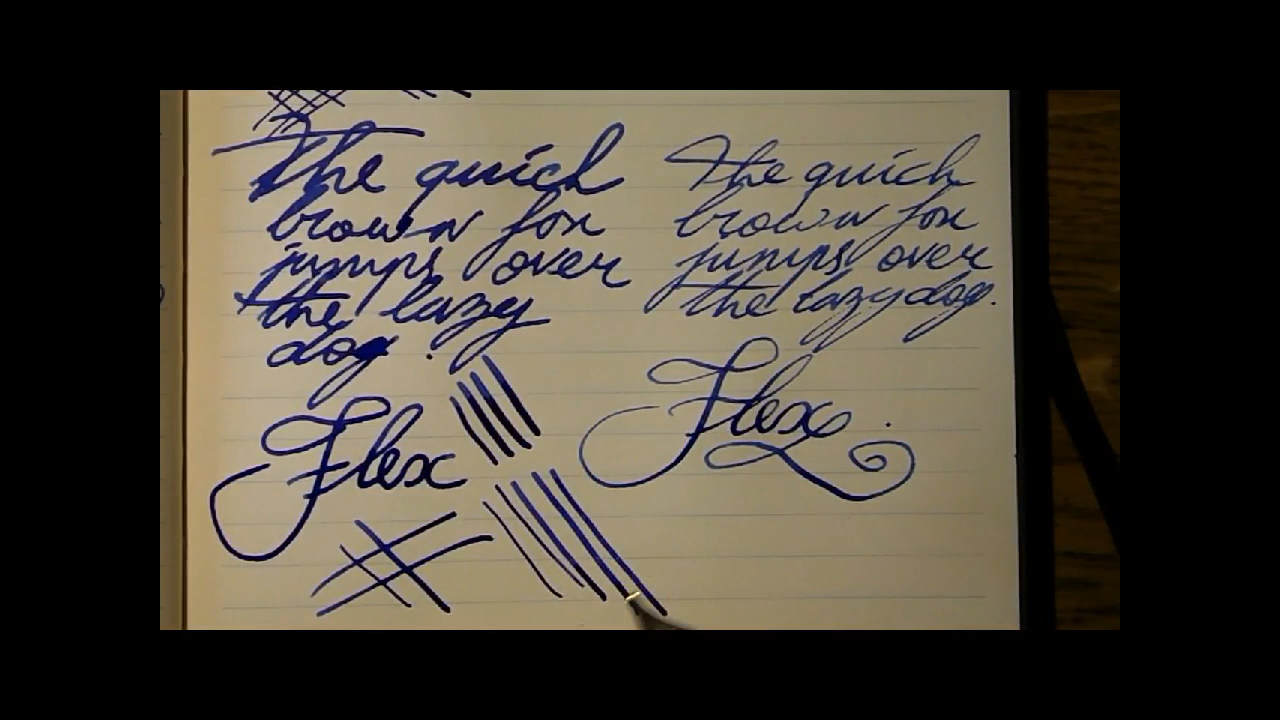 The quick
brown fox
jumps over
the lazy
dog.
Flex
The quick
brown fox
jumps over
the lazy dog.
Flex.